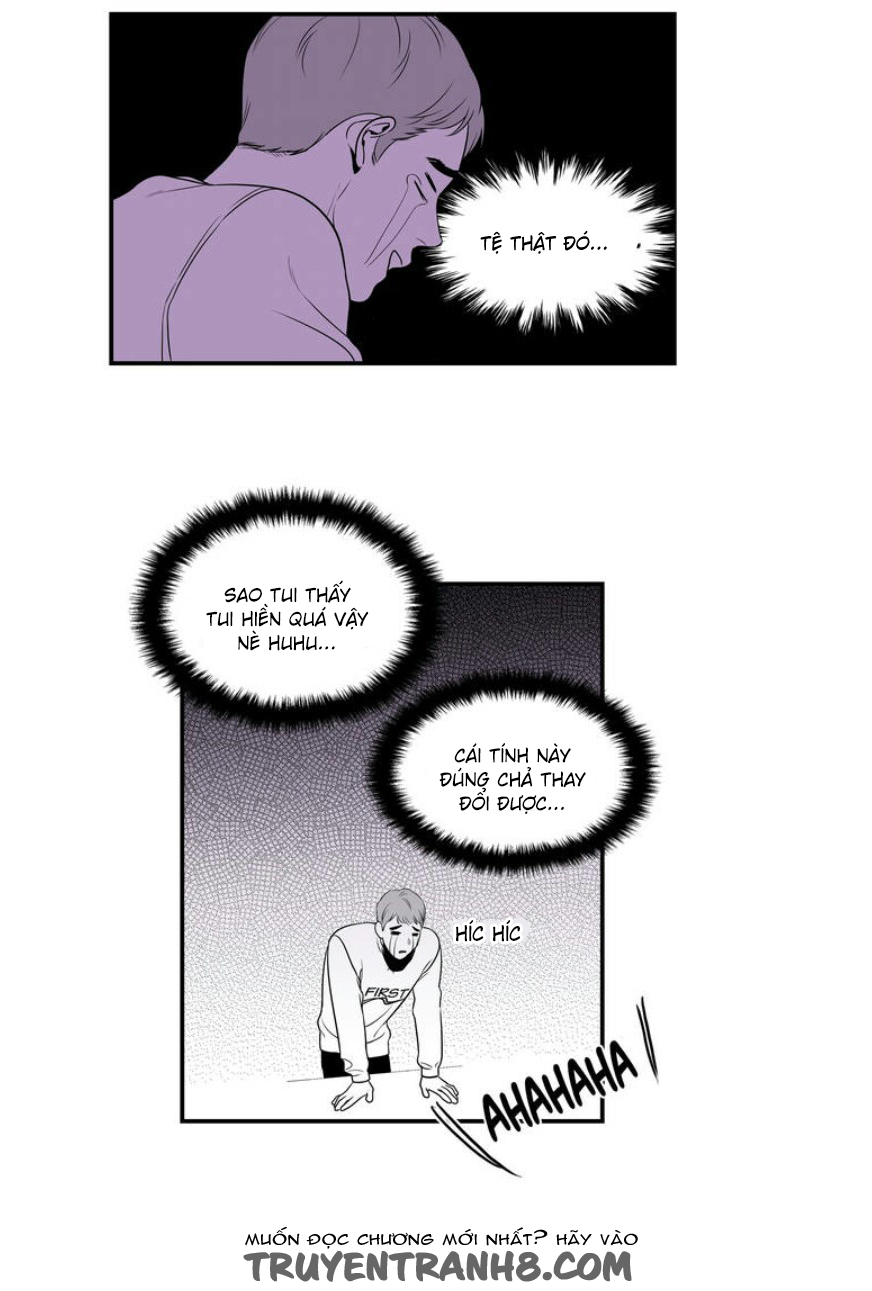 TỆ THẬT ĐÓ...
SAO TUI THẤY
TUI HIỀN QUÁ VẬY
NÈ HUHU...
CÁI TÍNH NÀY
ĐÚNG CHẢ THAY
ĐỔI ĐƯỢC...
HÍC HÍC
FIRST
AHAHAHA
MUỐN ĐỌC CHƯƠNG MỚI NHẤT? HÃY VÀO
TRUYENTRANH8.COM